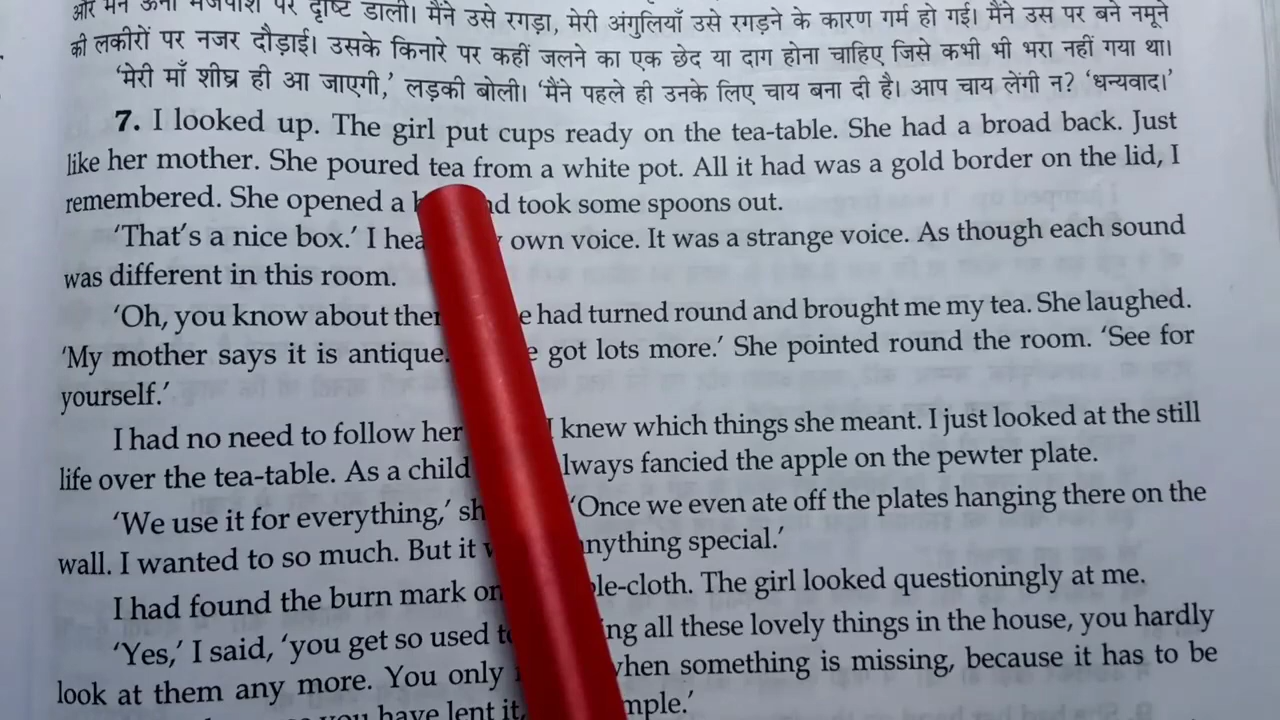 और मैंने ऊनी मेजपोश पर दृष्टि डाली। मैंने उसे रगड़ा, मेरी अंगुलियाँ उसे रगड़ने के कारण गर्म हो गई। मैंने उस पर बने नमूने
की लकीरों पर नजर दौड़ाई। उसके किनारे पर कहीं जलने का एक छेद या दाग होना चाहिए जिसे कभी भी भरा नहीं गया था।
'मेरी माँ शीघ्र ही आ जाएगी,' लड़की बोली। 'मैंने पहले ही उनके लिए चाय बना दी है। आप चाय लेंगी न? 'धन्यवाद।'
7. I looked up. The girl put cups ready on the tea-table. She had a broad back. Just
like her mother. She poured tea from a white pot. All it had was a gold border on the lid, I
remembered. She opened a took some spoons out.
'That's a nice box.' I own voice. It was a strange voice. As though each sound
was different in this room.
'Oh, you know about had turned round and brought me my tea. She laughed.
'My mother says it is antique. got lots more.' She pointed round the room. 'See for
yourself.'
I had no need to follow her I knew which things she meant. I just looked at the still
life over the tea-table. As a child always fancied the apple on the pewter plate.
'We use it for everything,' 'Once we even ate off the plates hanging there on the
wall. I wanted to so much. But it anything special.'
I had found the burn mark on table-cloth. The girl looked questioningly at me.
'Yes,' I said, 'you get so used all these lovely things in the house, you hardly
look at them any more. You only when something is missing, because it has to be
you have lent it,